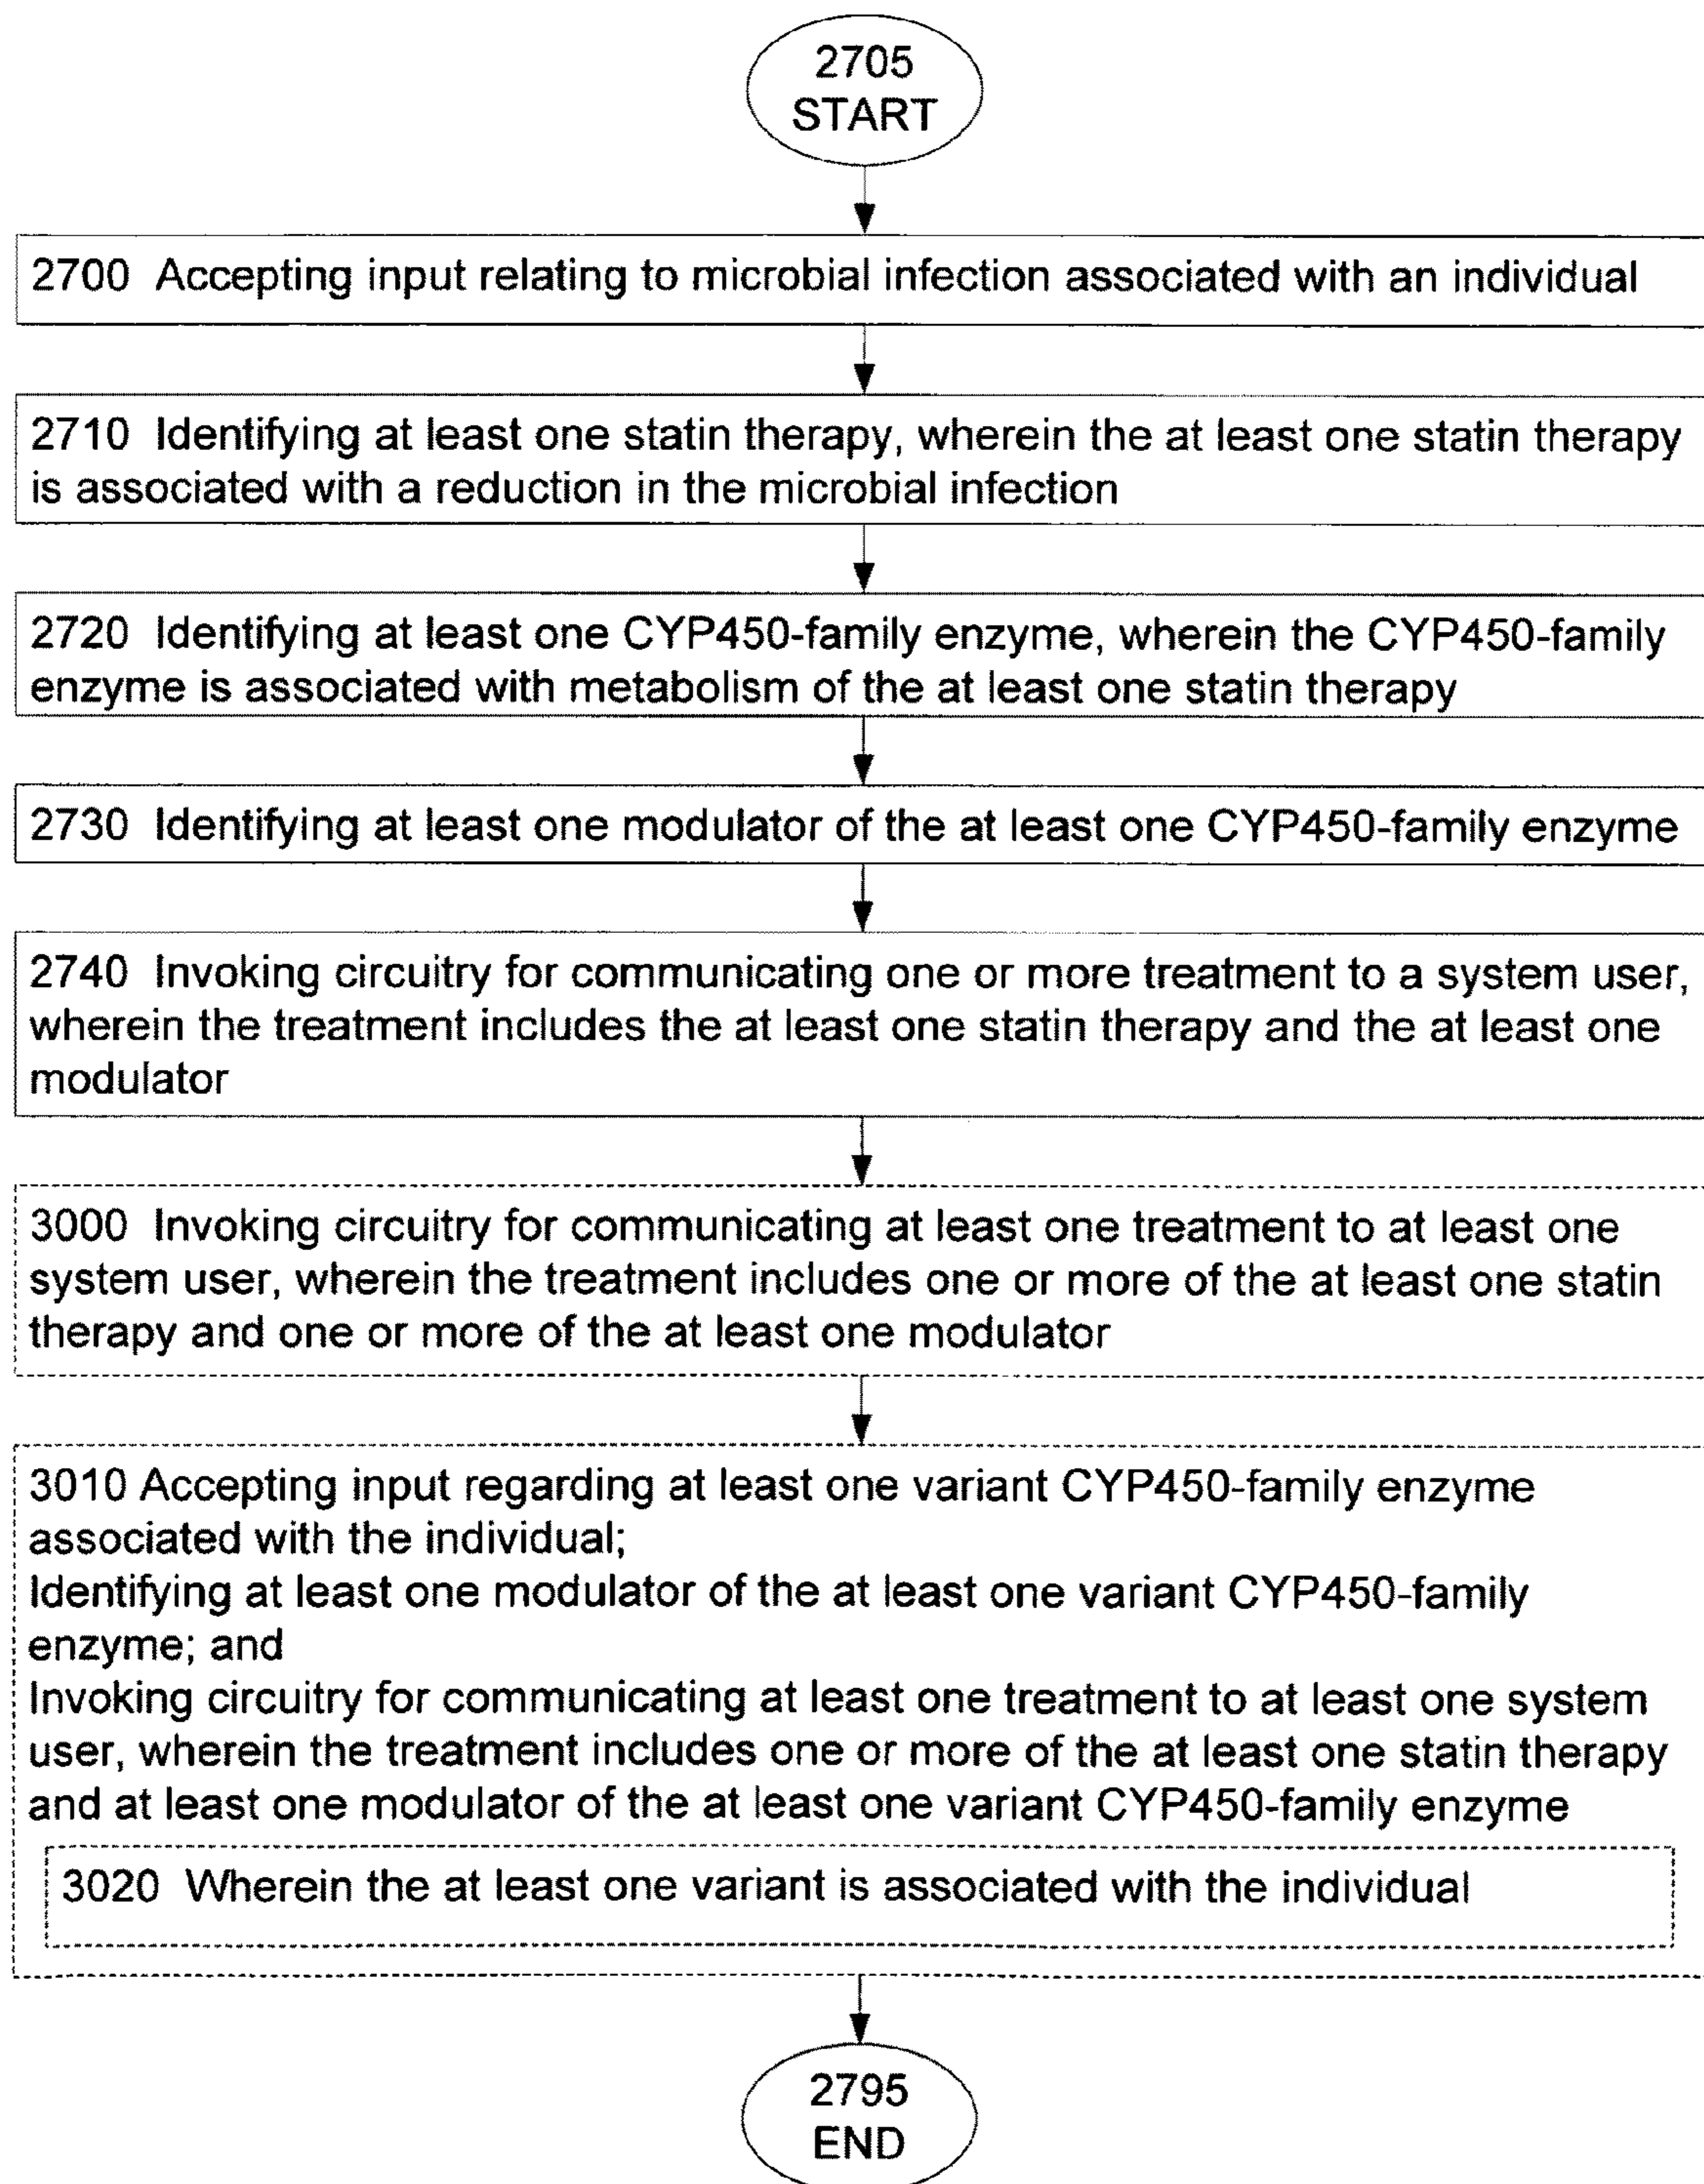 2705
START
2700 Accepting input relating to microbial infection associated with an individual
2710 Identifying at least one statin therapy, wherein the at least one statin therapy
is associated with a reduction in the microbial infection
2720 Identifying at least one CYP450-family enzyme, wherein the CYP450-family
enzyme is associated with metabolism of the at least one statin therapy
2730 Identifying at least one modulator of the at least one CYP450-family enzyme
2740 Invoking circuitry for communicating one or more treatment to a system user,
wherein the treatment includes the at least one statin therapy and the at least one
modulator
3000 Invoking circuitry for communicating at least one treatment to at least one
system user, wherein the treatment includes one or more of the at least one statin
therapy and one or more of the at least one modulator
3010 Accepting input regarding at least one variant CYP450-family enzyme
associated with the individual;
Identifying at least one modulator of the at least one variant CYP450-family
enzyme; and
Invoking circuitry for communicating at least one treatment to at least one system
user, wherein the treatment includes one or more of the at least one statin therapy
and at least one modulator of the at least one variant CYP450-family enzyme
3020 Wherein the at least one variant is associated with the individual
2795
END